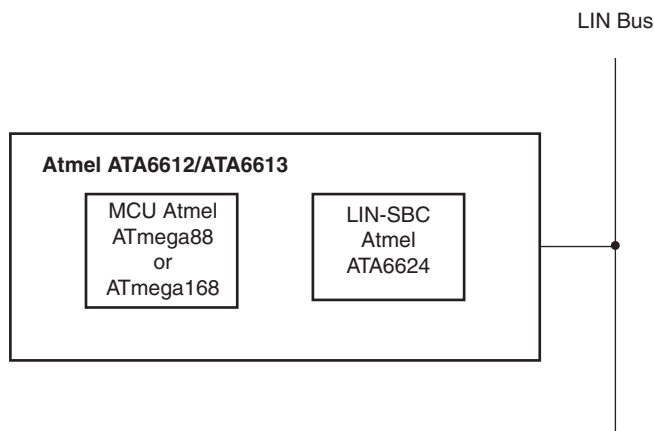 LIN Bus
Atmel ATA6612/ATA6613
MCU Atmel
ATmega88
or
ATmega168
LIN-SBC
Atmel
ATA6624